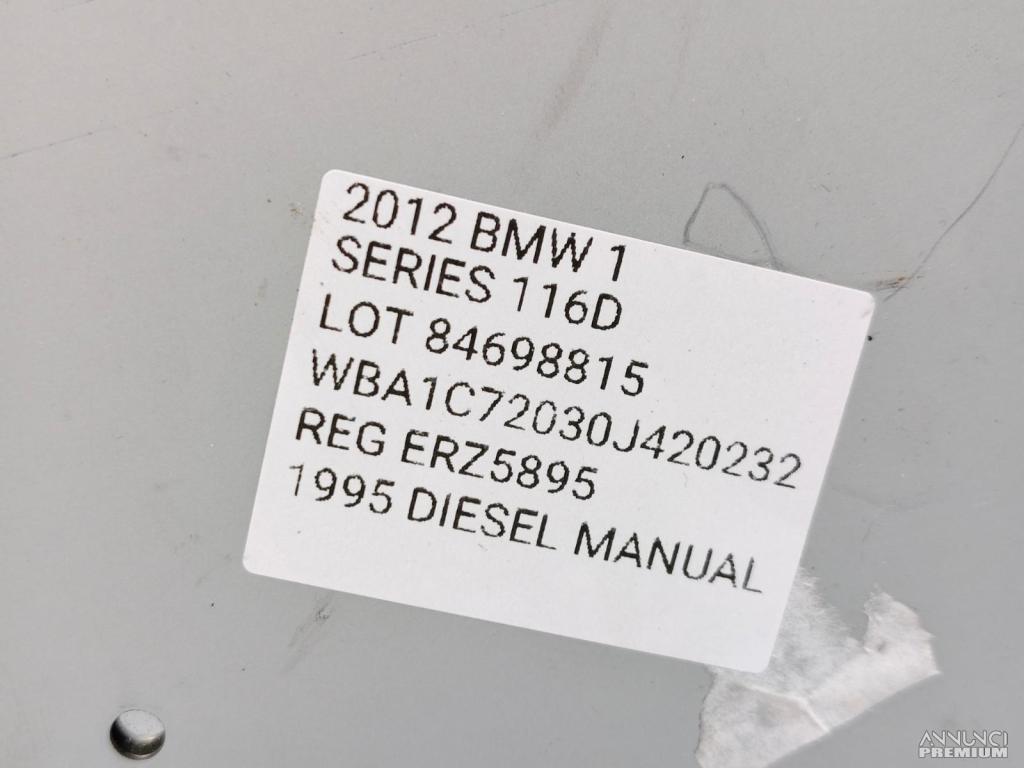 2012 BMW 1
SERIES 116D
LOT 84698815
WBA1C72030J420232
REG ERZ5895
1995 DIESEL MANUAL
ANNUNCI
PREMIUM